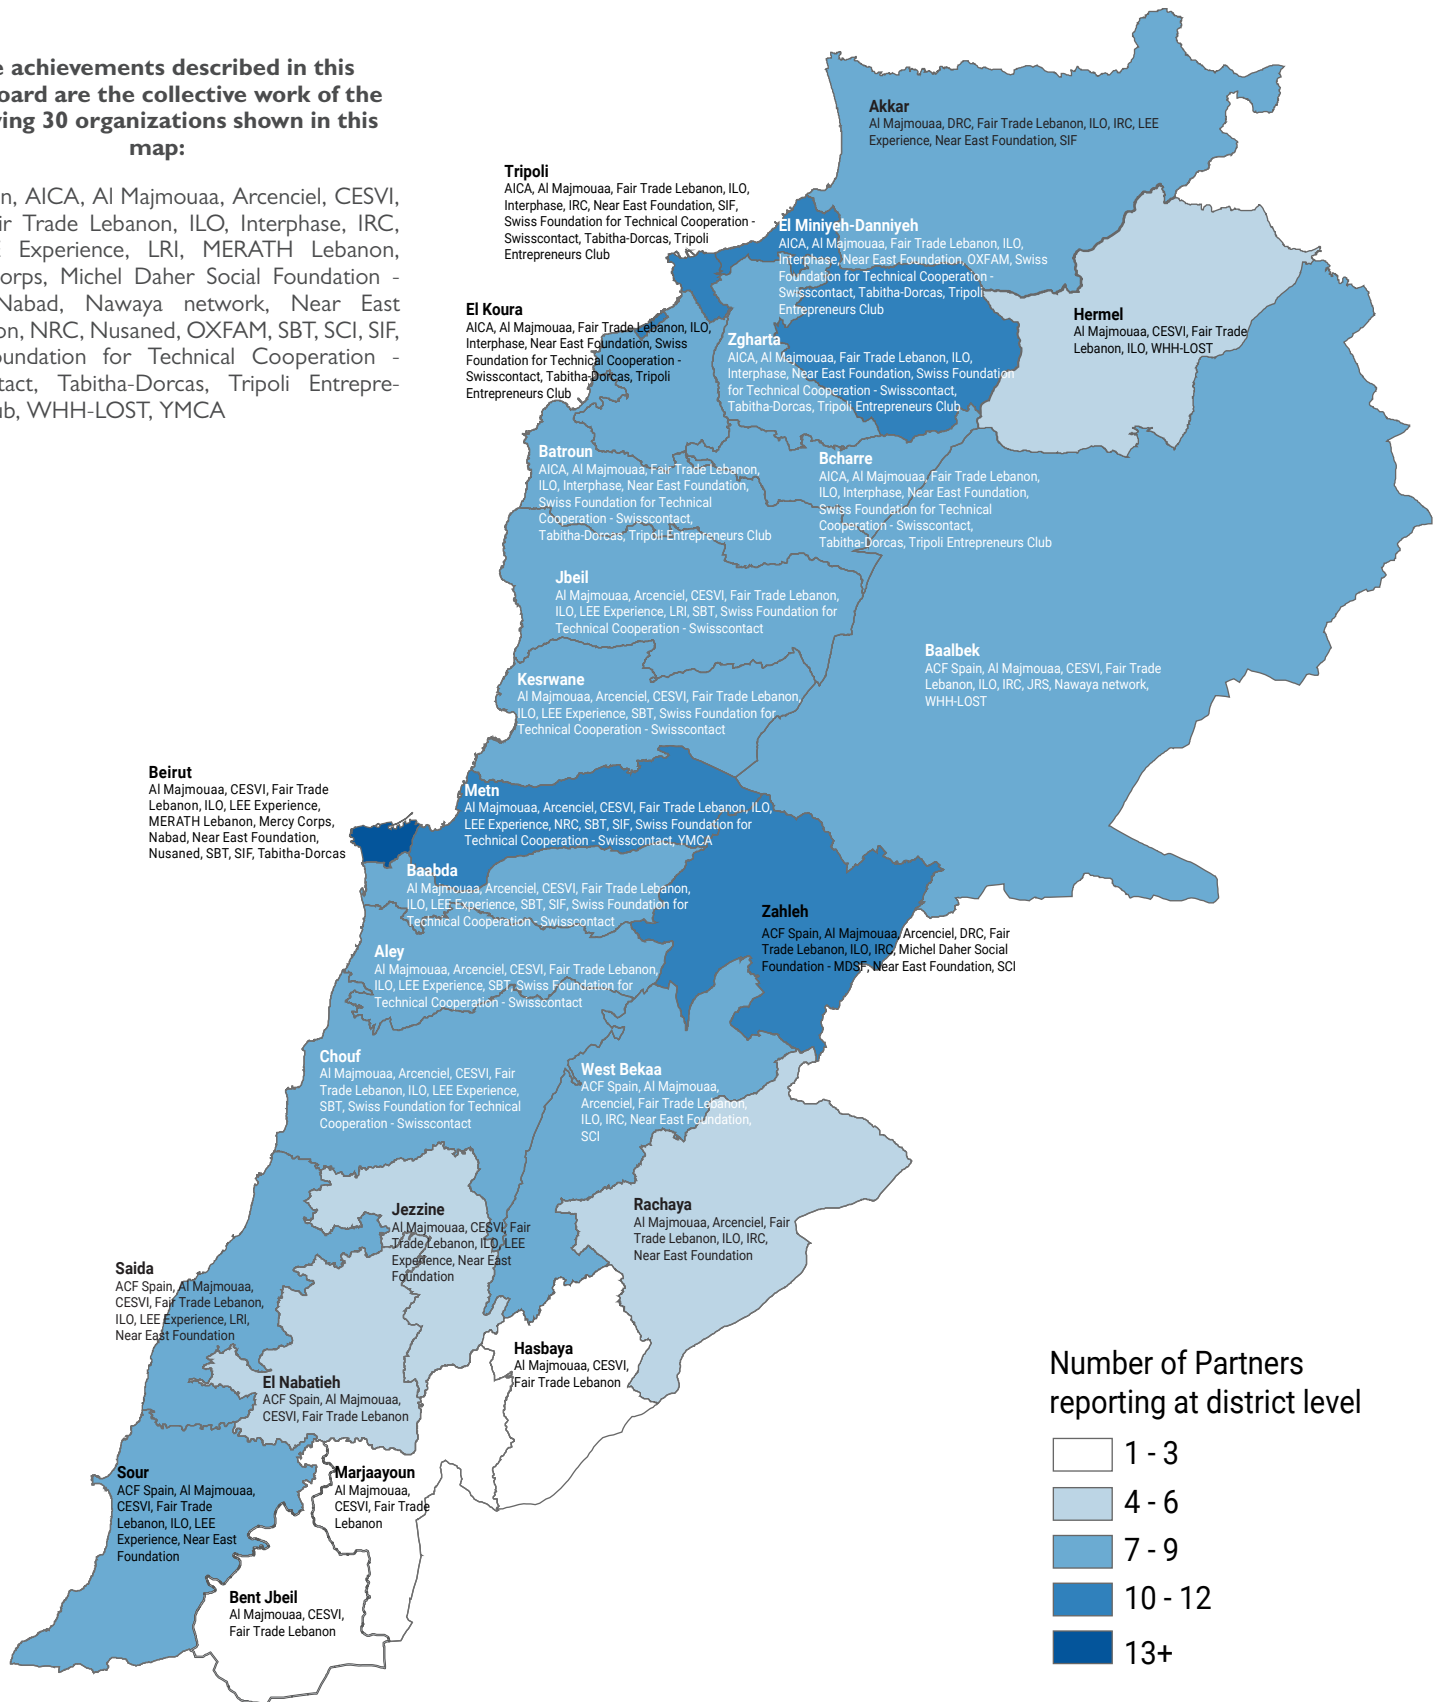 achievements described in this
are the collective work of the
30 organizations shown in this
map:
AICA, Al Majmouaa, Arcenciel, CESVI,
Trade Lebanon, ILO, Interphase, IRC,
Experience, LRI, MERATH Lebanon,
Michel Daher Social Foundation -
Nabad, Nawaya network, Near East
NRC, Nusaned, OXFAM, SBT, SCI, SIF,
for Technical Cooperation -
Tabitha-Dorcas, Tripoli Entrepre-
WHH-LOST, YMCA
Akkar
Al Majmouaa, DRC, Fair Trade Lebanon, ILO, IRC, LEE
Experience, Near East Foundation, SIF
Tripoli
AICA, Al Majmouaa, Fair Trade Lebanon, ILO,
Interphase, IRC, Near East Foundation, SIF,
Swiss Foundation for Technical Cooperation -
Swisscontact, Tabitha-Dorcas, Tripoli
Entrepreneurs Club
El Miniyeh-Danniyeh
AICA, Al Majmouaa, Fair Trade Lebanon, ILO,
Interphase, Near East Foundation, OXFAM, Swiss
Foundation for Technical Cooperation -
Swisscontact, Tabitha-Dorcas, Tripoli
Entrepreneurs Club
El Koura
AICA, Al Majmouaa, Fair Trade Lebanon, ILO,
Interphase, Near East Foundation, Swiss
Foundation for Technical Cooperation -
Swisscontact, Tabitha-Dorcas, Tripoli
Entrepreneurs Club
Hermel
Al Majmouaa, CESVI, Fair Trade
Lebanon, ILO, WHH-LOST
Zgharta
AICA, Al Majmouaa, Fair Trade Lebanon, ILO,
Interphase, Near East Foundation, Swiss Foundation
for Technical Cooperation - Swisscontact,
Tabitha-Dorcas, Tripoli Entrepreneurs Club
Batroun
AICA, Al Majmouaa, Fair Trade Lebanon,
ILO, Interphase, Near East Foundation,
Swiss Foundation for Technical
Cooperation - Swisscontact,
Tabitha-Dorcas, Tripoli Entrepreneurs Club
Bcharre
AICA, Al Majmouaa, Fair Trade Lebanon,
ILO, Interphase, Near East Foundation,
Swiss Foundation for Technical
Cooperation - Swisscontact,
Tabitha-Dorcas, Tripoli Entrepreneurs Club
Jbeil
Al Majmouaa, Arcenciel, CESVI, Fair Trade Lebanon,
ILO, LEE Experience, LRI, SBT, Swiss Foundation for
Technical Cooperation - Swisscontact
Baalbek
ACF Spain, Al Majmouaa, CESVI, Fair Trade
Lebanon, ILO, IRC, JRS, Nawaya network,
WHH-LOST
Kesrwane
Al Majmouaa, Arcenciel, CESVI, Fair Trade Lebanon,
ILO, LEE Experience, SBT, Swiss Foundation for
Technical Cooperation - Swisscontact
Beirut
Al Majmouaa, CESVI, Fair Trade
Lebanon, ILO, LEE Experience,
MERATH Lebanon, Mercy Corps,
Nabad, Near East Foundation,
Nusaned, SBT, SIF, Tabitha-Dorcas
Metn
Al Majmouaa, Arcenciel, CESVI, Fair Trade Lebanon, ILO,
LEE Experience, NRC, SBT, SIF, Swiss Foundation for
Technical Cooperation - Swisscontact, YMCA
Baabda
Al Majmouaa, Arcenciel, CESVI, Fair Trade Lebanon,
ILO, LEE Experience, SBT, SIF, Swiss Foundation for
Technical Cooperation - Swisscontact
Zahleh
ACF Spain, Al Majmouaa, Arcenciel, DRC, Fair
Trade Lebanon, ILO, IRC, Michel Daher Social
Foundation - MDSF, Near East Foundation, SCI
Aley
Al Majmouaa, Arcenciel, CESVI, Fair Trade Lebanon,
ILO, LEE Experience, SBT, Swiss Foundation for
Technical Cooperation - Swisscontact
Chouf
Al Majmouaa, Arcenciel, CESVI, Fair
Trade Lebanon, ILO, LEE Experience,
SBT, Swiss Foundation for Technical
Cooperation - Swisscontact
West Bekaa
ACF Spain, Al Majmouaa,
Arcenciel, Fair Trade Lebanon,
ILO, IRC, Near East Foundation,
SCI
Jezzine
Al Majmouaa, CESVI, Fair
Trade Lebanon, ILO, LEE
Experience, Near East
Foundation
Rachaya
Al Majmouaa, Arcenciel, Fair
Trade Lebanon, ILO, IRC,
Near East Foundation
Saida
ACF Spain, Al Majmouaa,
CESVI, Fair Trade Lebanon,
ILO, LEE Experience, LRI,
Near East Foundation
Hasbaya
Al Majmouaa, CESVI,
Fair Trade Lebanon
El Nabatieh
ACF Spain, Al Majmouaa,
CESVI, Fair Trade Lebanon
Sour
ACF Spain, Al Majmouaa,
CESVI, Fair Trade
Lebanon, ILO, LEE
Experience, Near East
Foundation
Marjaayoun
Al Majmouaa,
CESVI, Fair Trade
Lebanon
Bent Jbeil
Al Majmouaa, CESVI,
Fair Trade Lebanon
Number of Partners
reporting at district level
1 - 3
4 - 6
7 - 9
10 - 12
13+